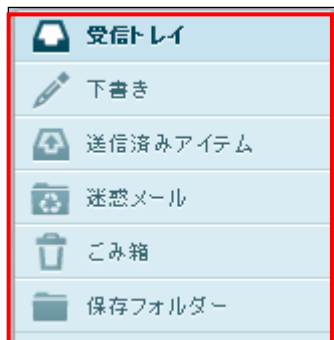 受信トレイ
下書き
送信済みアイテム
迷惑メール
ごみ箱
保存フォルダー